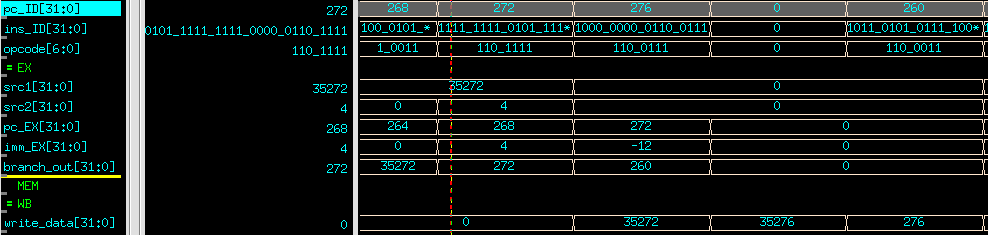 pc_ID[31:0] 272 268 272 276 0 260
ins_ID[31:0] 0101_1111_1111_0000_0110_1111 100_0101_* 1111_1111_0101_111* 1000_0000_0110_0111 0 1011_0101_0111_100*
opcode[6:0] 110_1111 1_0011 110_1111 110_0111 0 110_0011
= EX
src1[31:0] 35272 35272 0
src2[31:0] 4 0 4 0
pc_EX[31:0] 268 264 268 272 0
imm_EX[31:0] 4 0 4 -12 0
branch_out[31:0] 272 35272 272 260 0
MEM
= WB
write_data[31:0] 0 0 35272 35276 276